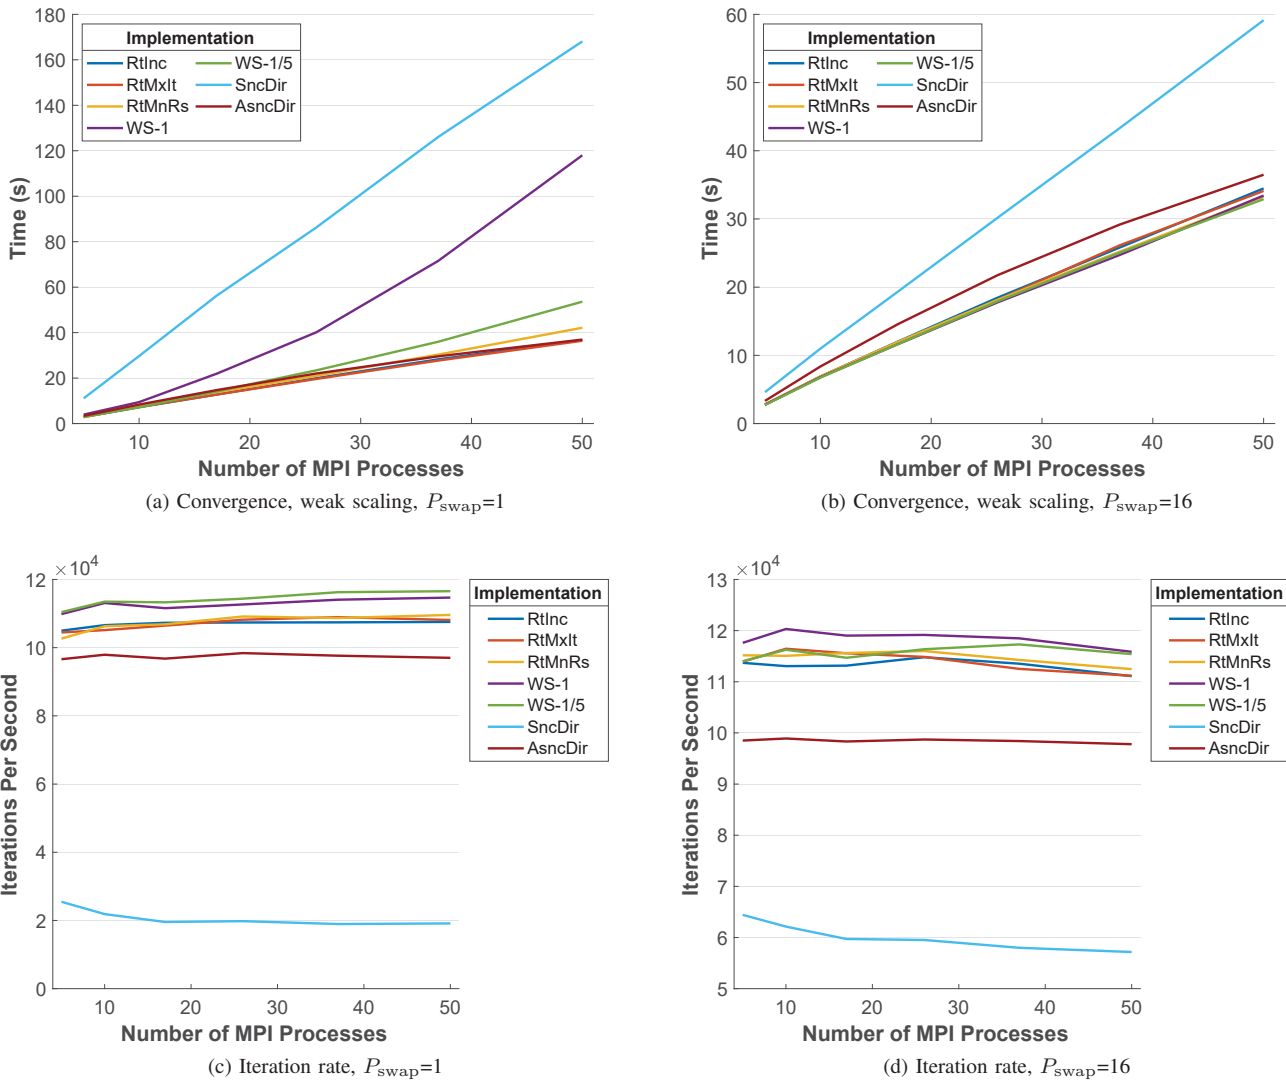 180
160
140
120
100
80
60
40
20
0
Time (s)
Implementation
RtInc
RtMxIt
RtMnRs
WS-1
WS-1/5
SncDir
AsncDir
10
20
30
40
50
Number of MPI Processes
(a) Convergence, weak scaling, P_swap=1
60
50
40
30
20
10
0
Time (s)
Implementation
RtInc
RtMxIt
RtMnRs
WS-1
WS-1/5
SncDir
AsncDir
10
20
30
40
50
Number of MPI Processes
(b) Convergence, weak scaling, P_swap=16
×10^4
12
10
8
6
4
2
0
Iterations Per Second
10
20
30
40
50
Number of MPI Processes
Implementation
RtInc
RtMxIt
RtMnRs
WS-1
WS-1/5
SncDir
AsncDir
(c) Iteration rate, P_swap=1
×10^4
13
12
11
10
9
8
7
6
5
Iterations Per Second
10
20
30
40
50
Number of MPI Processes
Implementation
RtInc
RtMxIt
RtMnRs
WS-1
WS-1/5
SncDir
AsncDir
(d) Iteration rate, P_swap=16